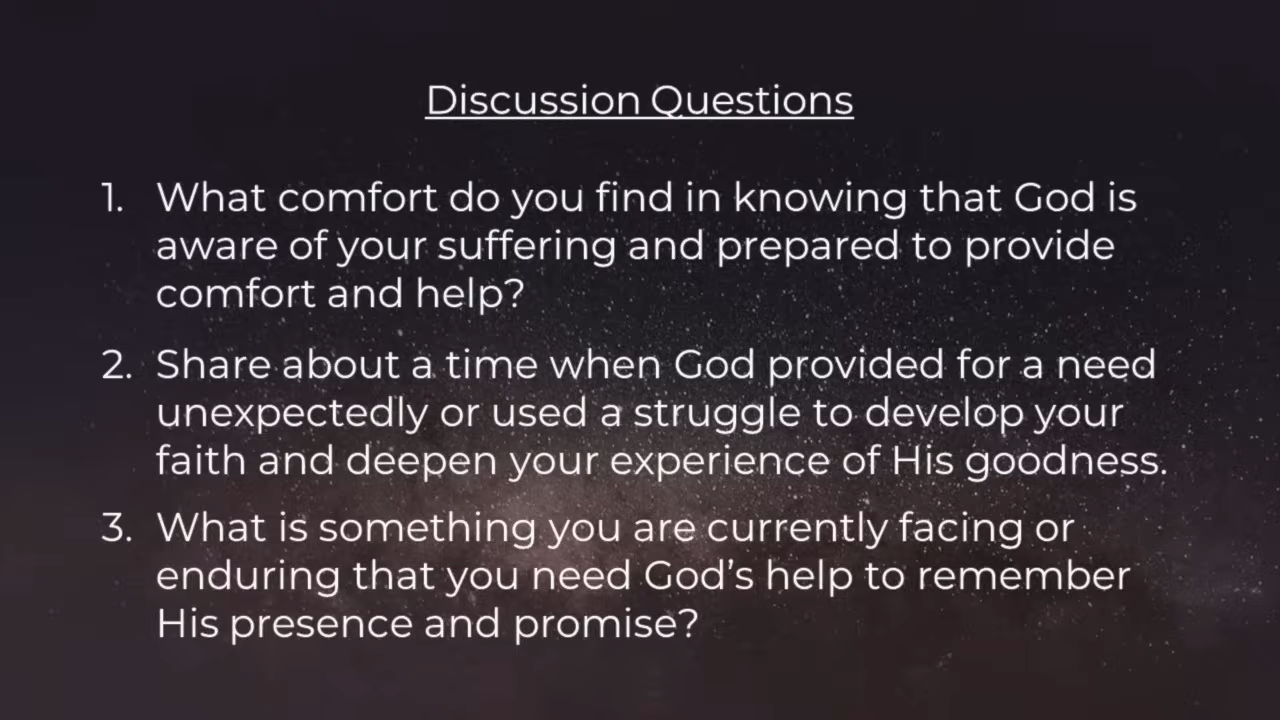 Discussion Questions
1. What comfort do you find in knowing that God is
aware of your suffering and prepared to provide
comfort and help?
2. Share about a time when God provided for a need
unexpectedly or used a struggle to develop your
faith and deepen your experience of His goodness.
3. What is something you are currently facing or
enduring that you need God’s help to remember
His presence and promise?